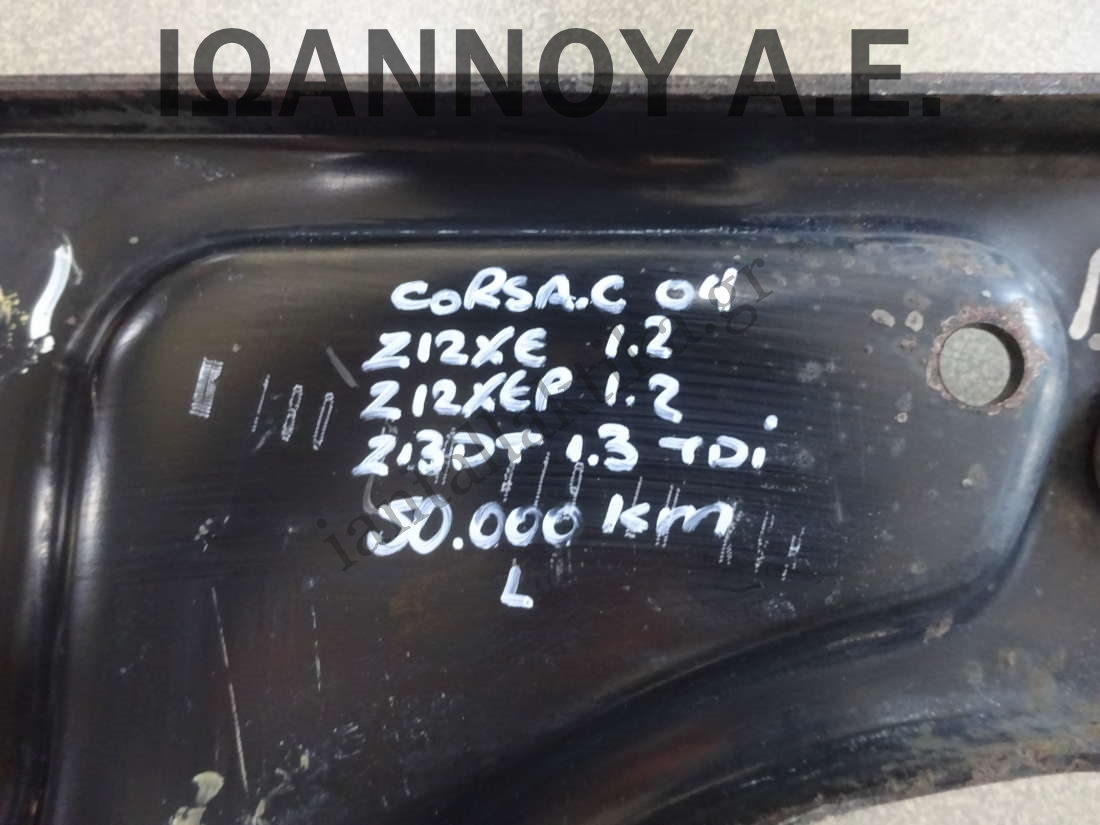 ΙΩΑΝΝΟΥ Α.Ε.
CORSA.C 04
Z12XE 1.2
Z12XEP 1.2
Z13DT 1.3 TDi
50.000 km
L